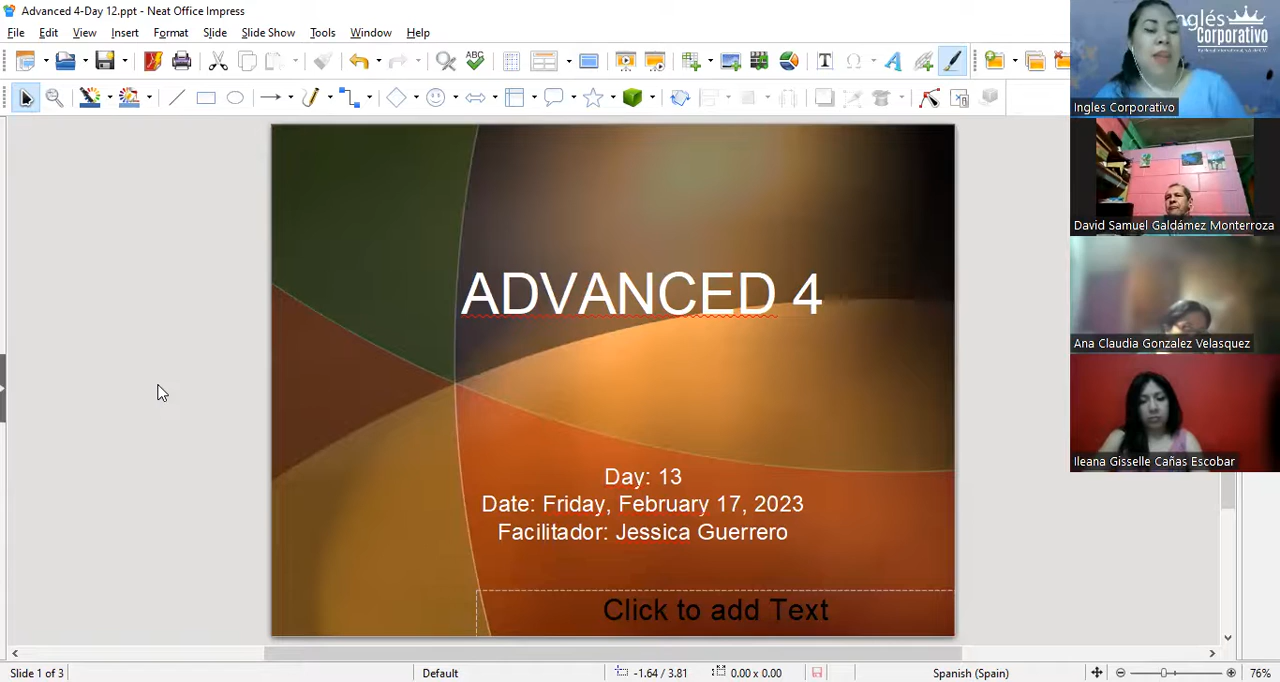 Advanced 4-Day 12.ppt - Neat Office Impress
File Edit View Insert Format Slide Slide Show Tools Window Help
ABC
ADVANCED 4
Day: 13
Date: Friday, February 17, 2023
Facilitador: Jessica Guerrero
Click to add Text
Slide 1 of 3
Default
-1.64 / 3.81
0.00 x 0.00
Spanish (Spain)
76%
Inglés
Corporativo
Ingles Corporativo
David Samuel Galdámez Monterroza
Ana Claudia Gonzalez Velasquez
Ileana Gisselle Cañas Escobar